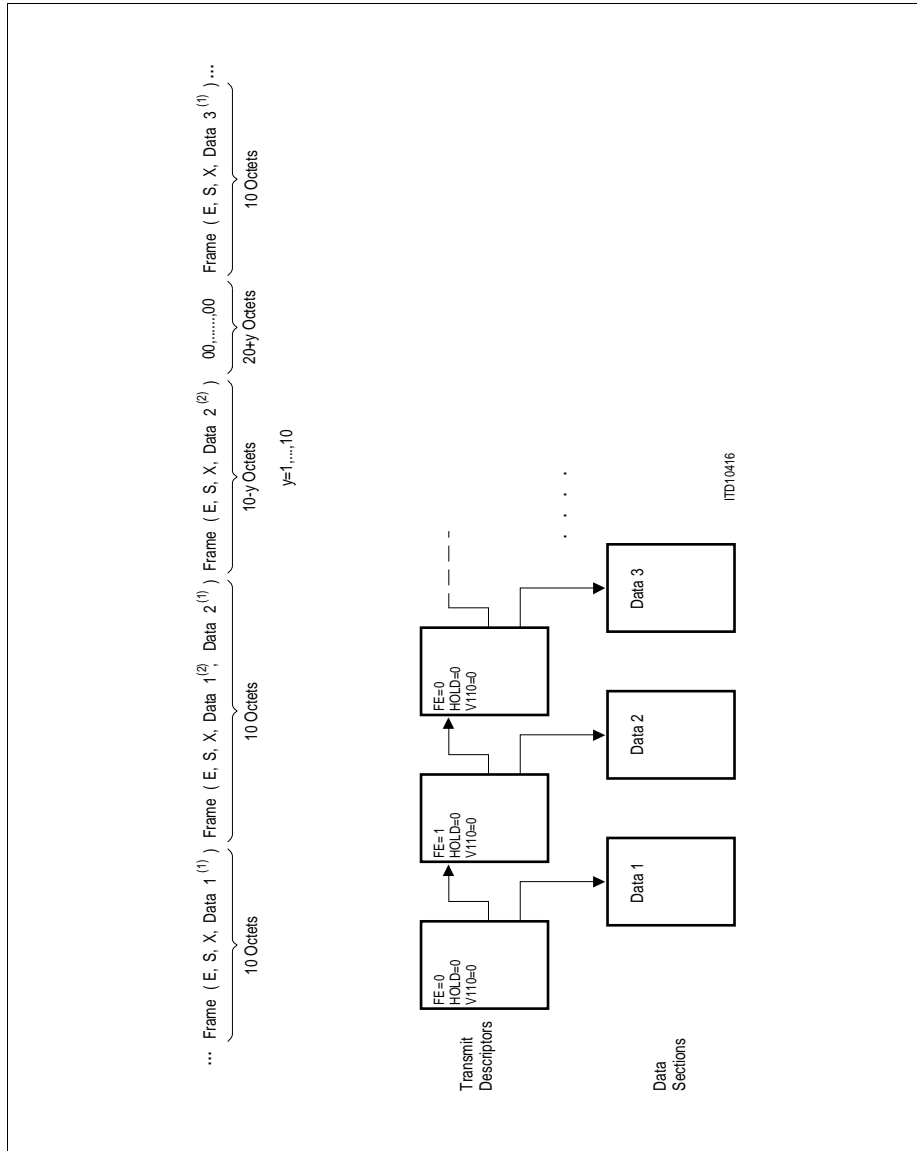 ... Frame ( E, S, X, Data 1 (1) ) Frame ( E, S, X, Data 1(2), Data 2(1) ) Frame ( E, S, X, Data 2(2) ) 00,......,00 Frame ( E, S, X, Data 3 (1) ) ...
10 Octets 10 Octets 10-y Octets 20+y Octets 10 Octets
y=1,...,10
Transmit
Descriptors
FE=0
HOLD=0
V110=0
FE=1
HOLD=0
V110=0
FE=0
HOLD=0
V110=0
. . . .
Data
Sections
Data 1
Data 2
Data 3
ITD10416